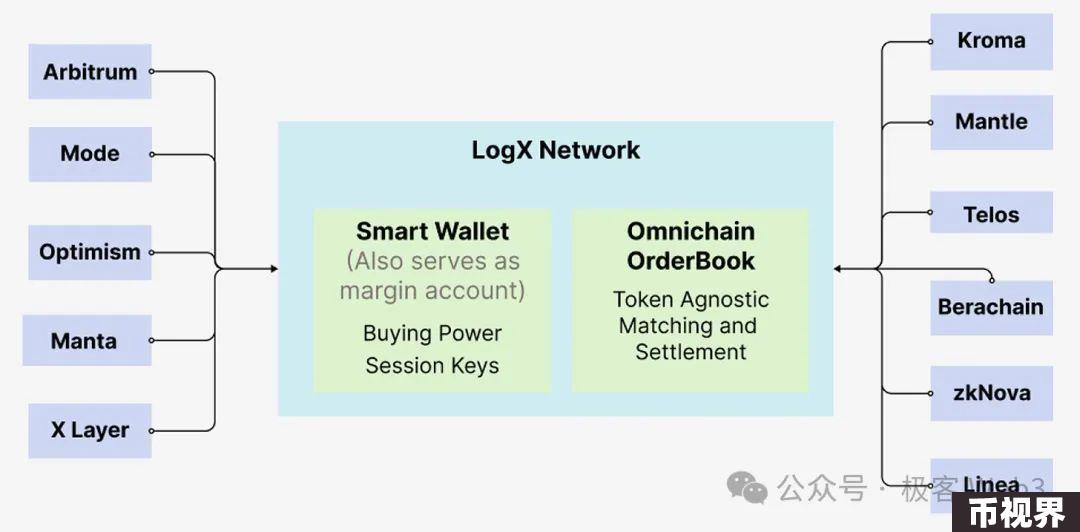 Arbitrum
Mode
Optimism
Manta
X Layer
LogX Network
Smart Wallet
(Also serves as
margin account)
Buying Power
Session Keys
Omnichain
OrderBook
Token Agnostic
Matching and
Settlement
Kroma
Mantle
Telos
Berachain
zkNova
Linea
公众号 · 极客 Web3
币视界